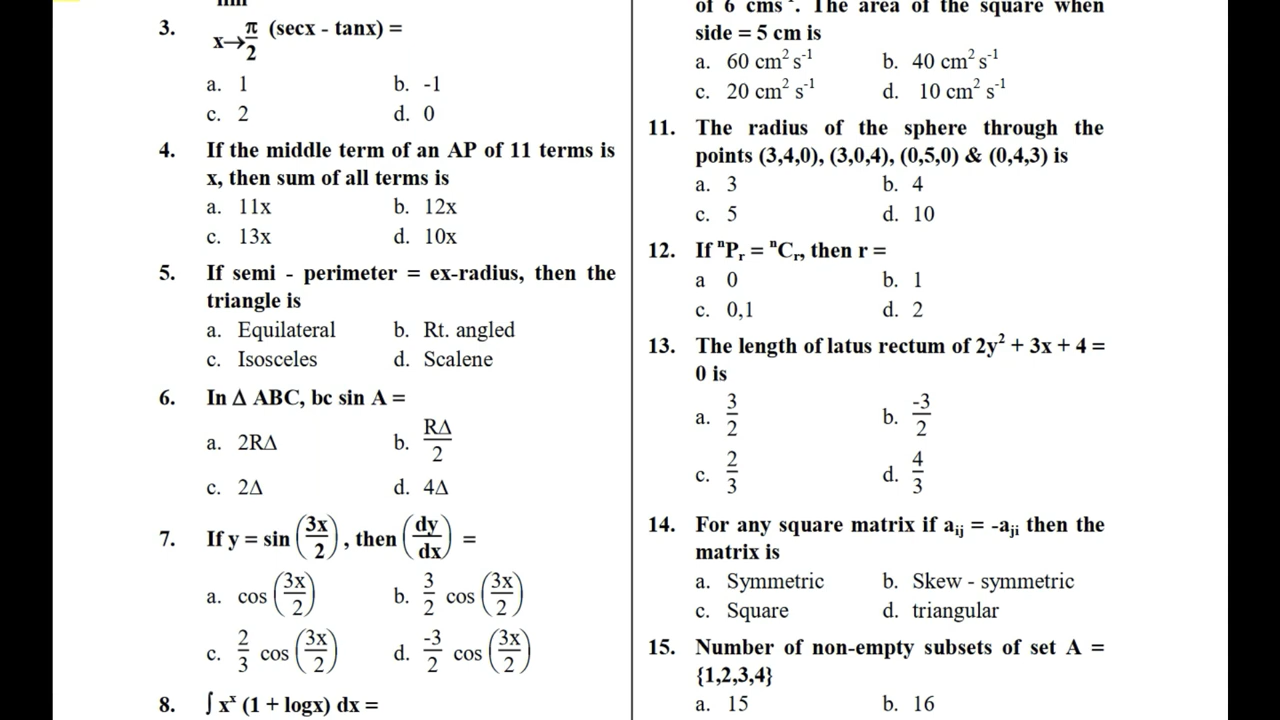 lim
3. x→π/2 (secx - tanx) =
a. 1 b. -1
c. 2 d. 0
4. If the middle term of an AP of 11 terms is
x, then sum of all terms is
a. 11x b. 12x
c. 13x d. 10x
5. If semi - perimeter = ex-radius, then the
triangle is
a. Equilateral b. Rt. angled
c. Isosceles d. Scalene
6. In Δ ABC, bc sin A =
a. 2RΔ b. RΔ/2
c. 2Δ d. 4Δ
7. If y = sin (3x/2), then (dy/dx) =
a. cos (3x/2) b. 3/2 cos (3x/2)
c. 2/3 cos (3x/2) d. -3/2 cos (3x/2)
8. ∫ xˣ (1 + logx) dx =
of 6 cms⁻¹. The area of the square when
side = 5 cm is
a. 60 cm² s⁻¹ b. 40 cm² s⁻¹
c. 20 cm² s⁻¹ d. 10 cm² s⁻¹
11. The radius of the sphere through the
points (3,4,0), (3,0,4), (0,5,0) & (0,4,3) is
a. 3 b. 4
c. 5 d. 10
12. If ⁿPᵣ = ⁿCᵣ, then r =
a 0 b. 1
c. 0,1 d. 2
13. The length of latus rectum of 2y² + 3x + 4 =
0 is
a. 3/2 b. -3/2
c. 2/3 d. 4/3
14. For any square matrix if aᵢⱼ = -aⱼᵢ then the
matrix is
a. Symmetric b. Skew - symmetric
c. Square d. triangular
15. Number of non-empty subsets of set A =
{1,2,3,4}
a. 15 b. 16